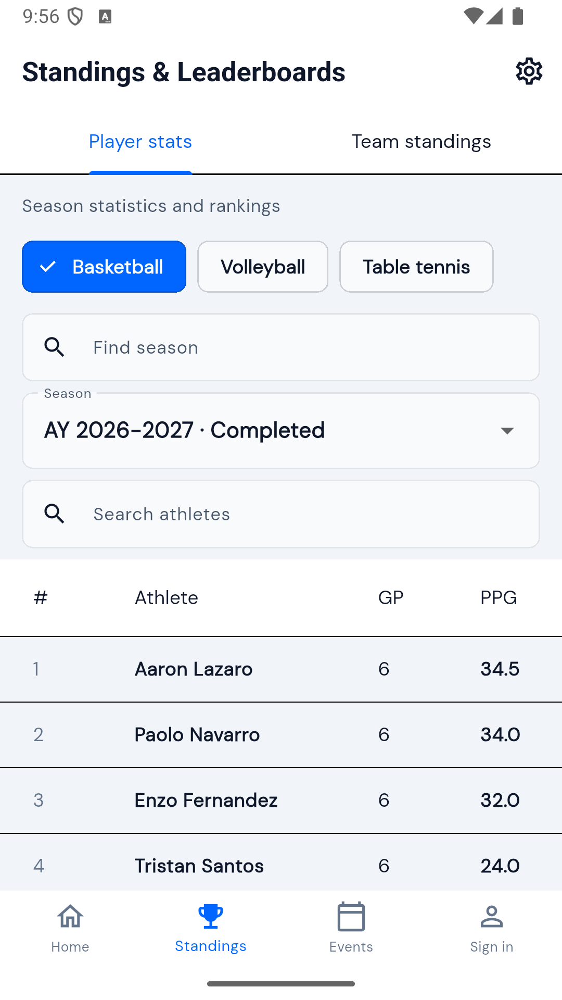 9:56
Standings & Leaderboards
Player stats Team standings
Season statistics and rankings
Basketball Volleyball Table tennis
Find season
Season
AY 2026-2027 · Completed
Search athletes
# Athlete GP PPG
1 Aaron Lazaro 6 34.5
2 Paolo Navarro 6 34.0
3 Enzo Fernandez 6 32.0
4 Tristan Santos 6 24.0
Home Standings Events Sign in